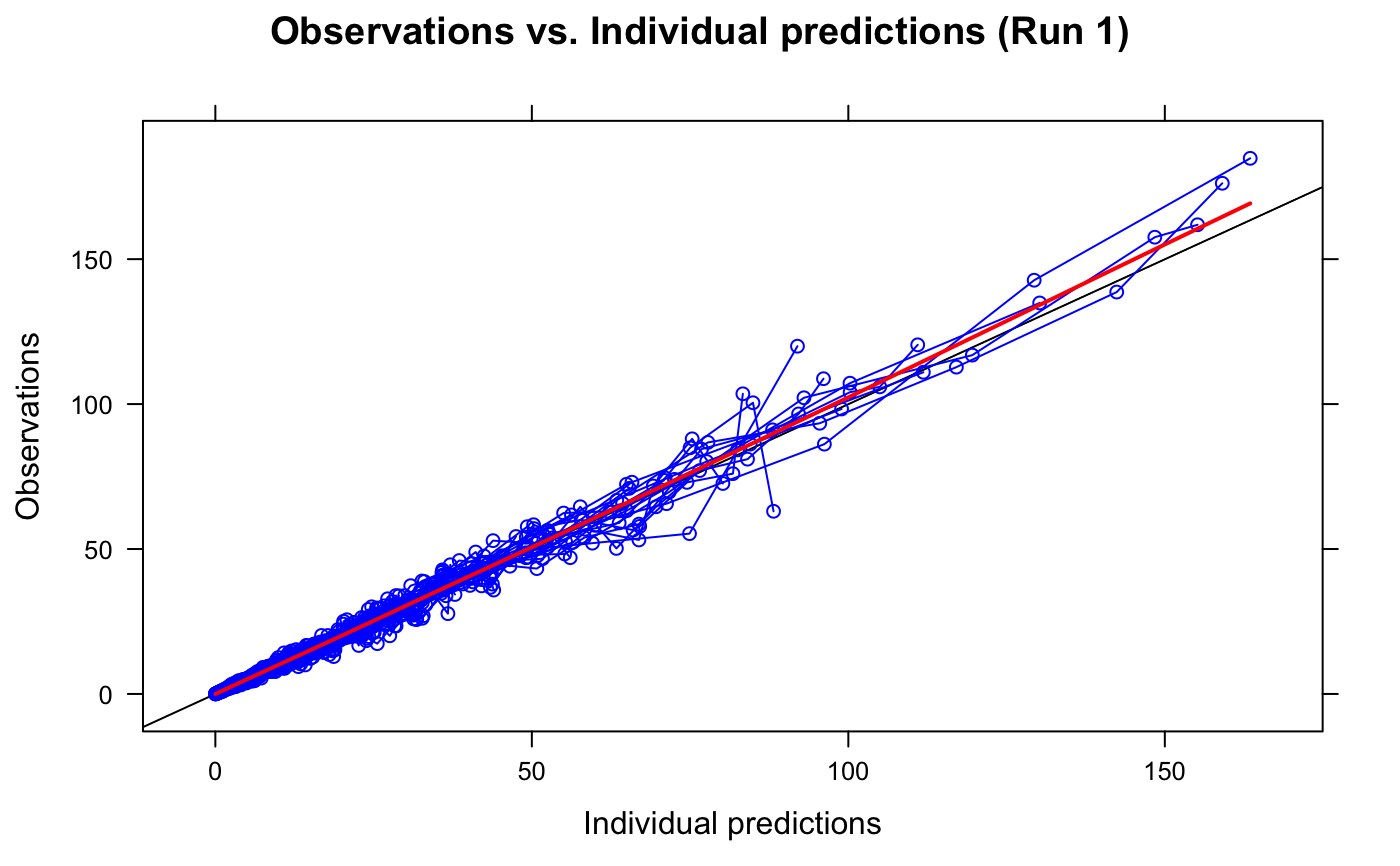 Observations vs. Individual predictions (Run 1)
150
100
50
0
Observations
0 50 100 150
Individual predictions